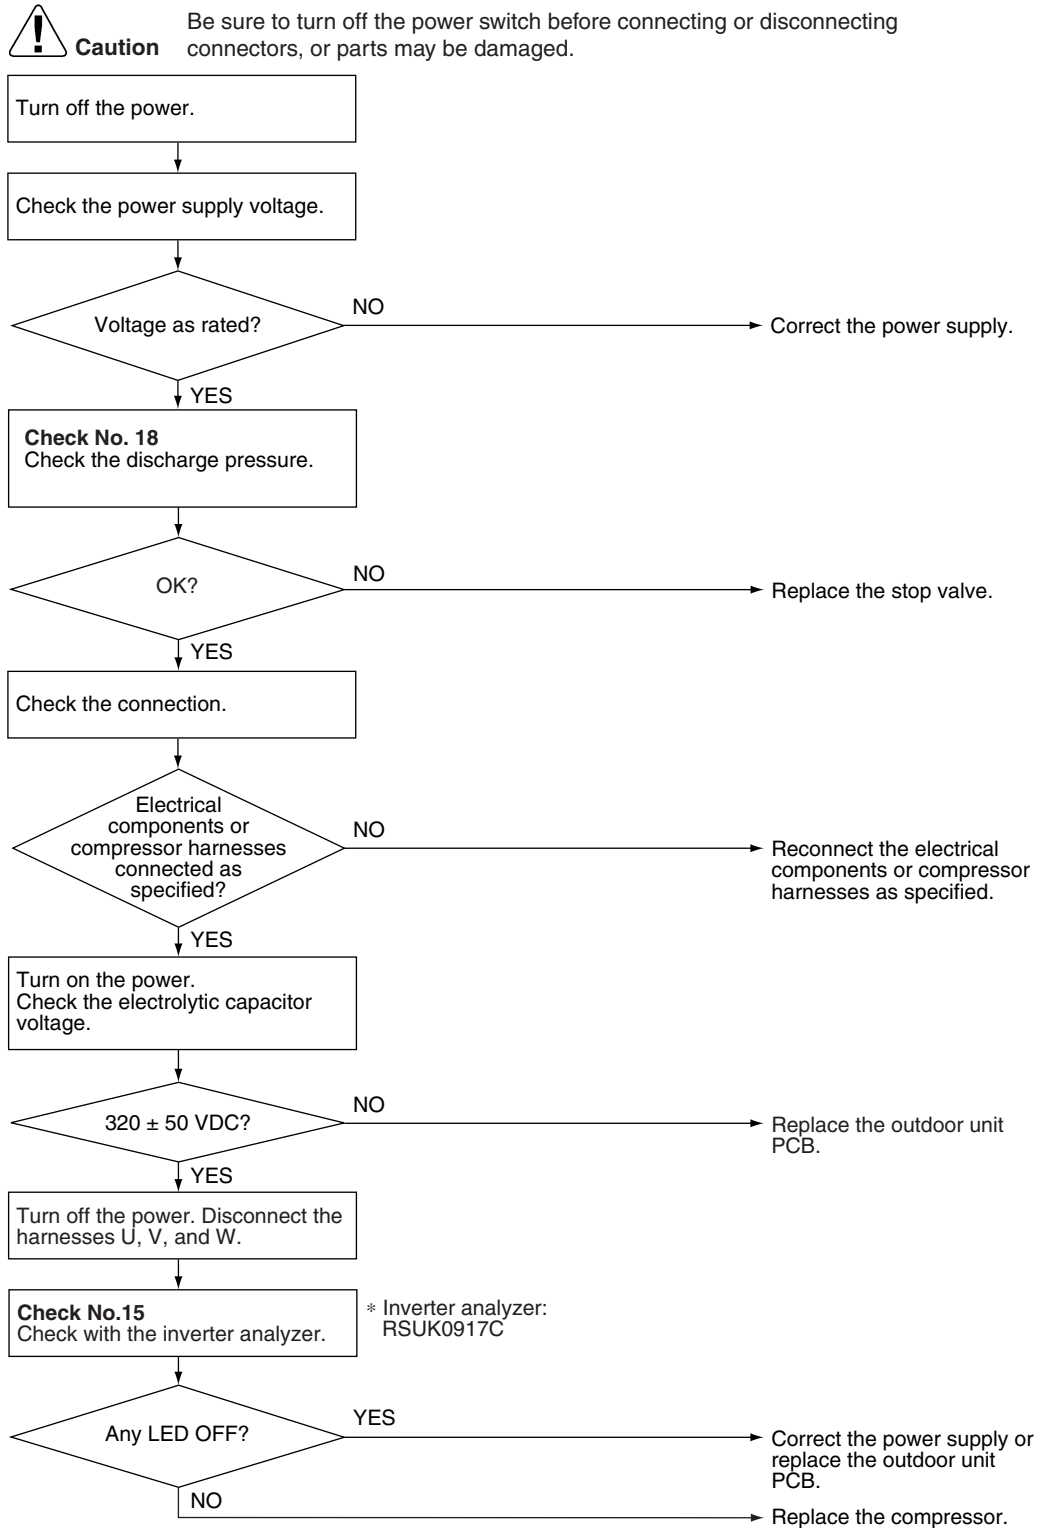 Caution
Be sure to turn off the power switch before connecting or disconnecting
connectors, or parts may be damaged.
Turn off the power.
Check the power supply voltage.
Voltage as rated?
NO
Correct the power supply.
YES
Check No. 18
Check the discharge pressure.
OK?
NO
Replace the stop valve.
YES
Check the connection.
Electrical
components or
compressor harnesses
connected as
specified?
NO
Reconnect the electrical
components or compressor
harnesses as specified.
YES
Turn on the power.
Check the electrolytic capacitor
voltage.
320 ± 50 VDC?
NO
Replace the outdoor unit
PCB.
YES
Turn off the power. Disconnect the
harnesses U, V, and W.
Check No.15
Check with the inverter analyzer.
* Inverter analyzer:
RSUK0917C
Any LED OFF?
YES
Correct the power supply or
replace the outdoor unit
PCB.
NO
Replace the compressor.